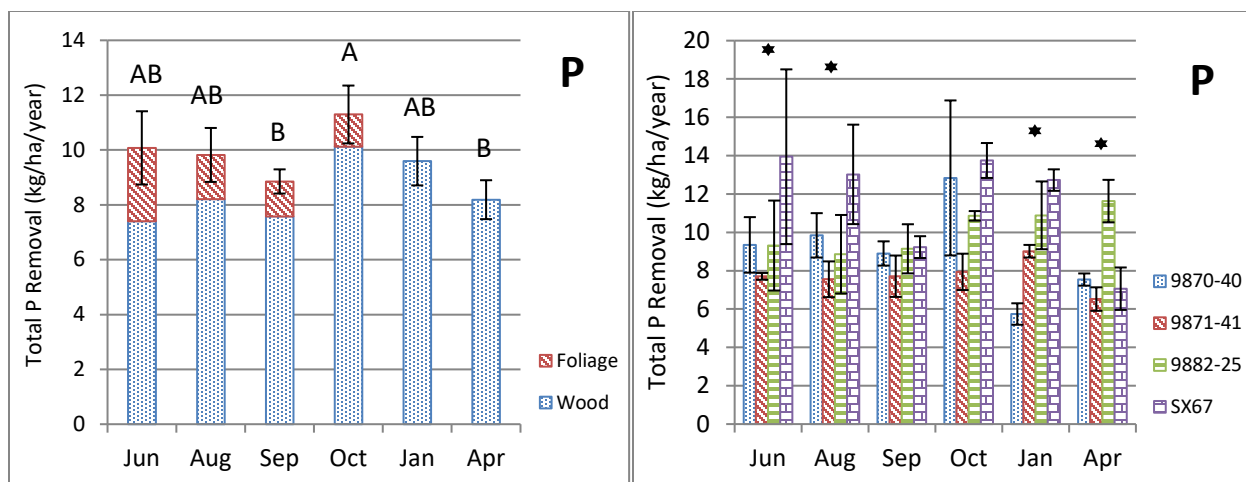 Total P Removal (kg/ha/year)
14
12
10
8
6
4
2
0
AB
AB
B
A
AB
B
P
Foliage
Wood
Jun
Aug
Sep
Oct
Jan
Apr
Total P Removal (kg/ha/year)
20
18
16
14
12
10
8
6
4
2
0
P
9870-40
9871-41
9882-25
SX67
Jun
Aug
Sep
Oct
Jan
Apr